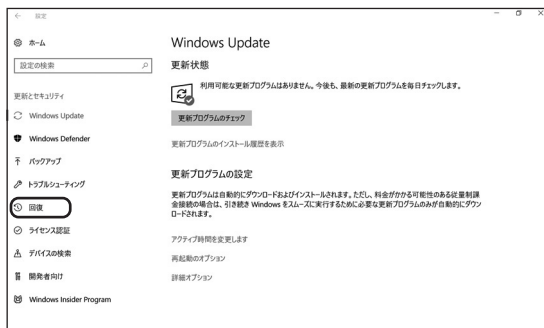 設定
ホーム
設定の検索
更新とセキュリティ
Windows Update
Windows Defender
バックアップ
トラブルシューティング
回復
ライセンス認証
デバイスの検索
開発者向け
Windows Insider Program
Windows Update
更新状態
利用可能な更新プログラムはありません。今後も、最新の更新プログラムを毎日チェックします。
更新プログラムのチェック
更新プログラムのインストール履歴を表示
更新プログラムの設定
更新プログラムは自動的にダウンロードおよびインストールされます。ただし、料金がかかる可能性のある従量制課
金接続の場合は、引き続き Windows をスムーズに実行するために必要な更新プログラムのみが自動的にダウン
ロードされます。
アクティブ時間を変更します
再起動のオプション
詳細オプション